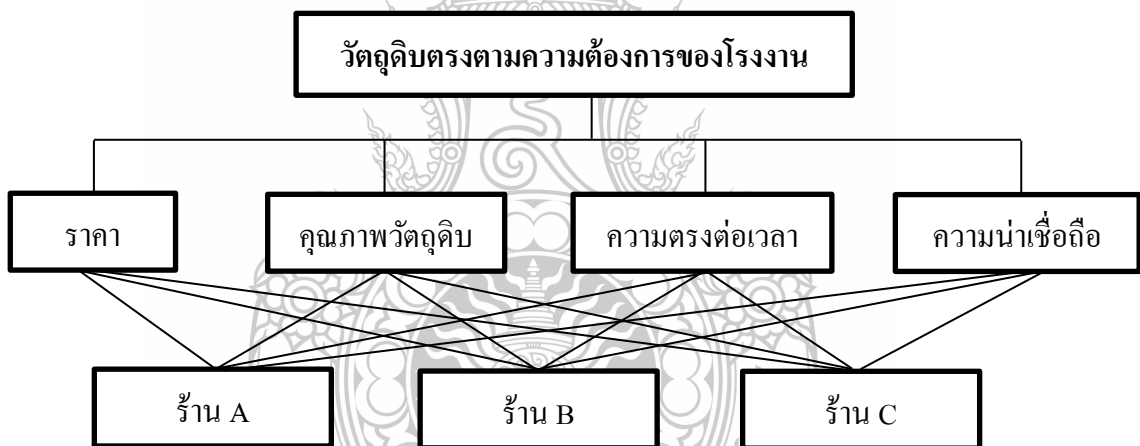 วัตถุดิบตรงตามความต้องการของโรงงาน
ราคา
คุณภาพวัตถุดิบ
ความตรงต่อเวลา
ความน่าเชื่อถือ
ร้าน A
ร้าน B
ร้าน C